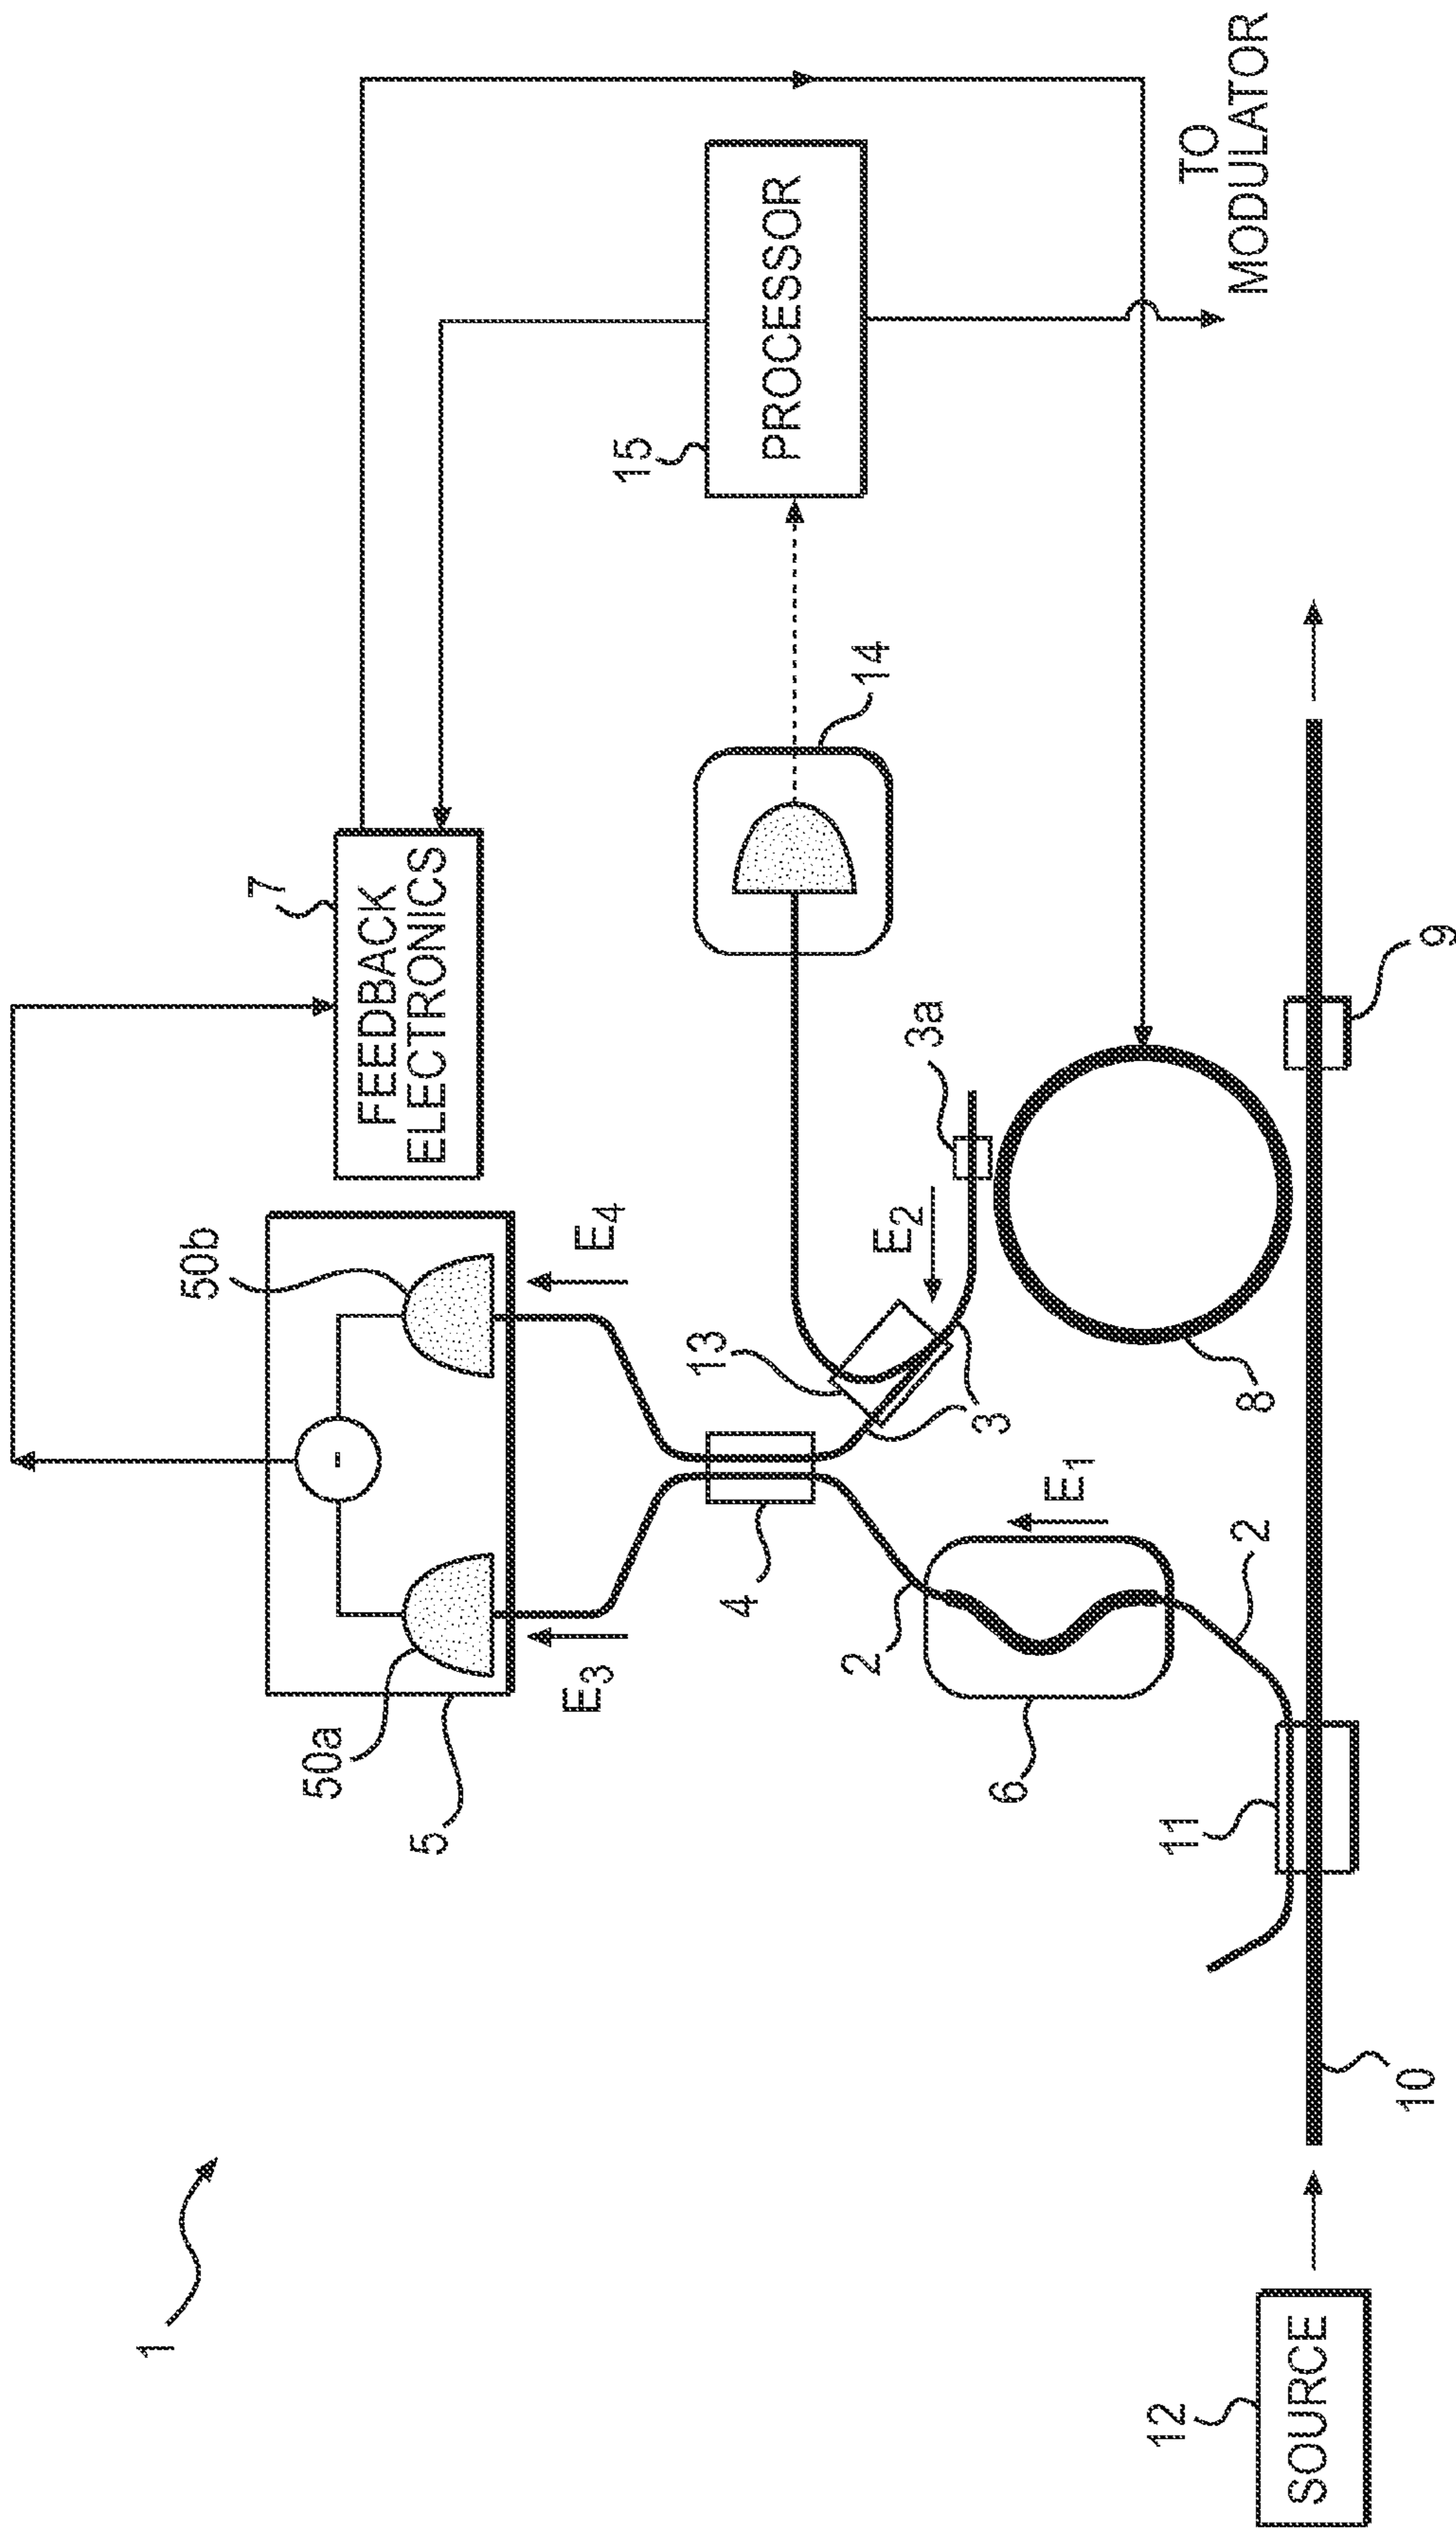 1
50a
50b
5
-
E3
E4
7
FEEDBACK
ELECTRONICS
15
PROCESSOR
4
13
14
2
3
E2
3a
E1
6
2
8
11
9
12
SOURCE
10
TO
MODULATOR